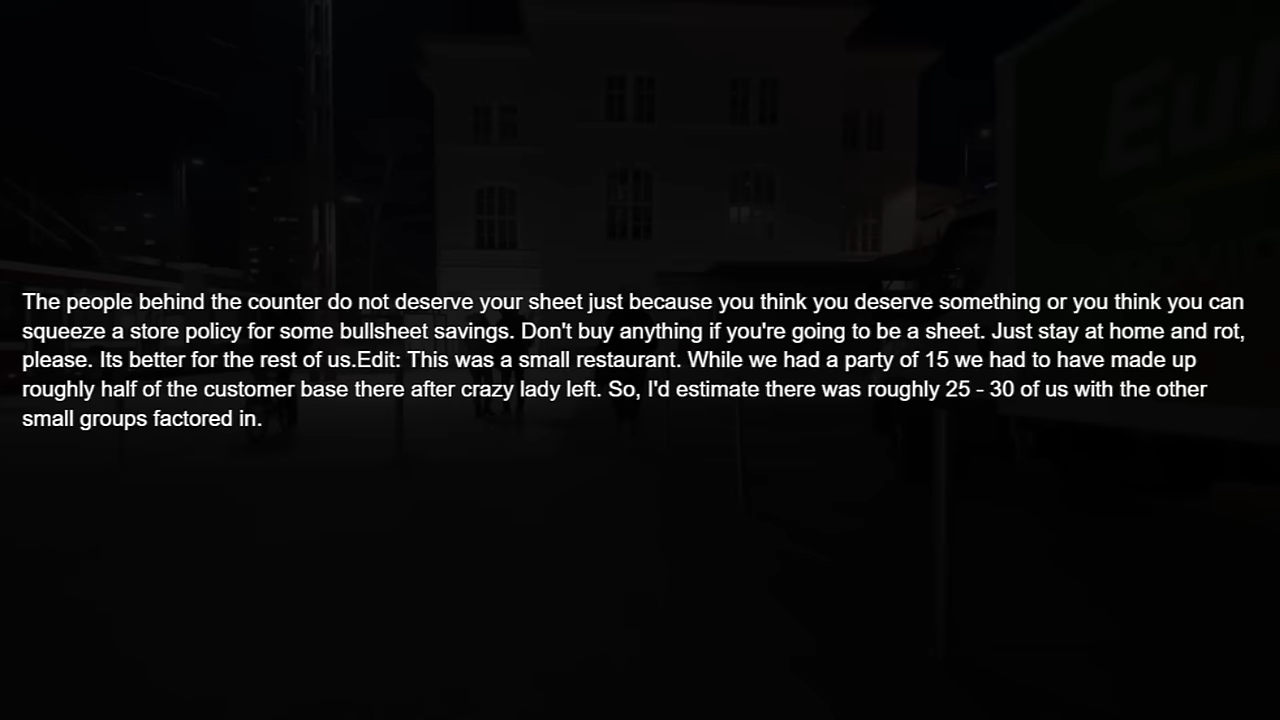 EUR
The people behind the counter do not deserve your sheet just because you think you deserve something or you think you can
squeeze a store policy for some bullsheet savings. Don't buy anything if you're going to be a sheet. Just stay at home and rot,
please. Its better for the rest of us.Edit: This was a small restaurant. While we had a party of 15 we had to have made up
roughly half of the customer base there after crazy lady left. So, I'd estimate there was roughly 25 - 30 of us with the other
small groups factored in.